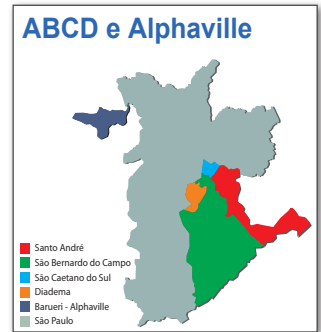 ABCD e Alphaville
Santo André
São Bernardo do Campo
São Caetano do Sul
Diadema
Barueri - Alphaville
São Paulo